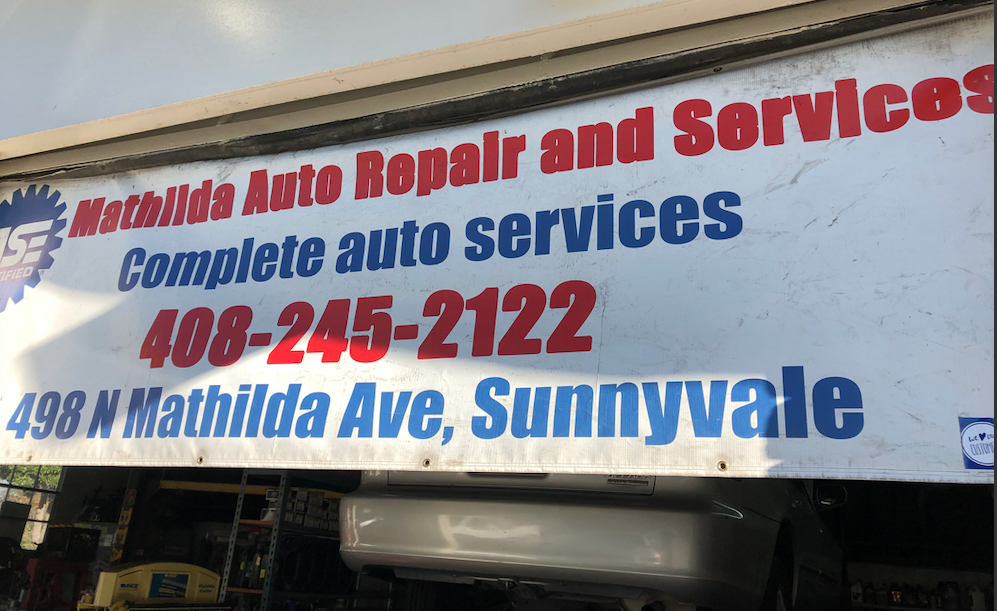 Mathilda Auto Repair and Services
Complete auto services
408-245-2122
498 N Mathilda Ave, Sunnyvale